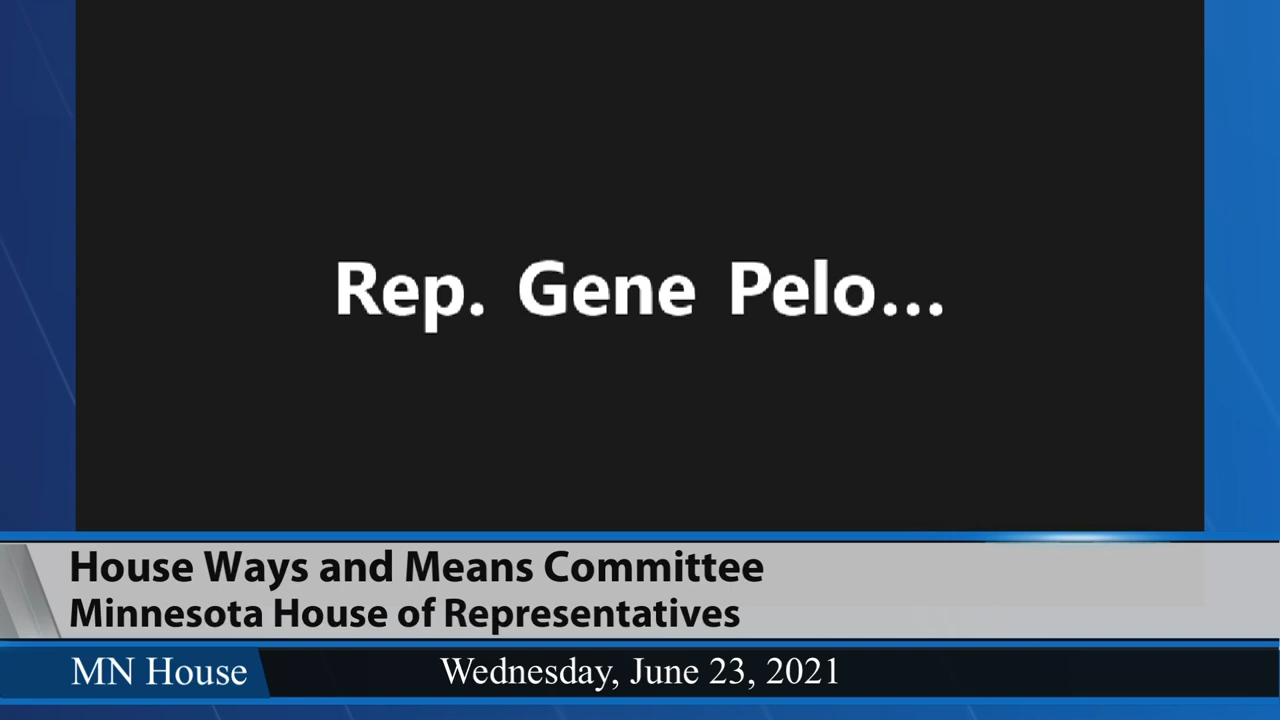 Rep. Gene Pelo...
House Ways and Means Committee
Minnesota House of Representatives
MN House
Wednesday, June 23, 2021